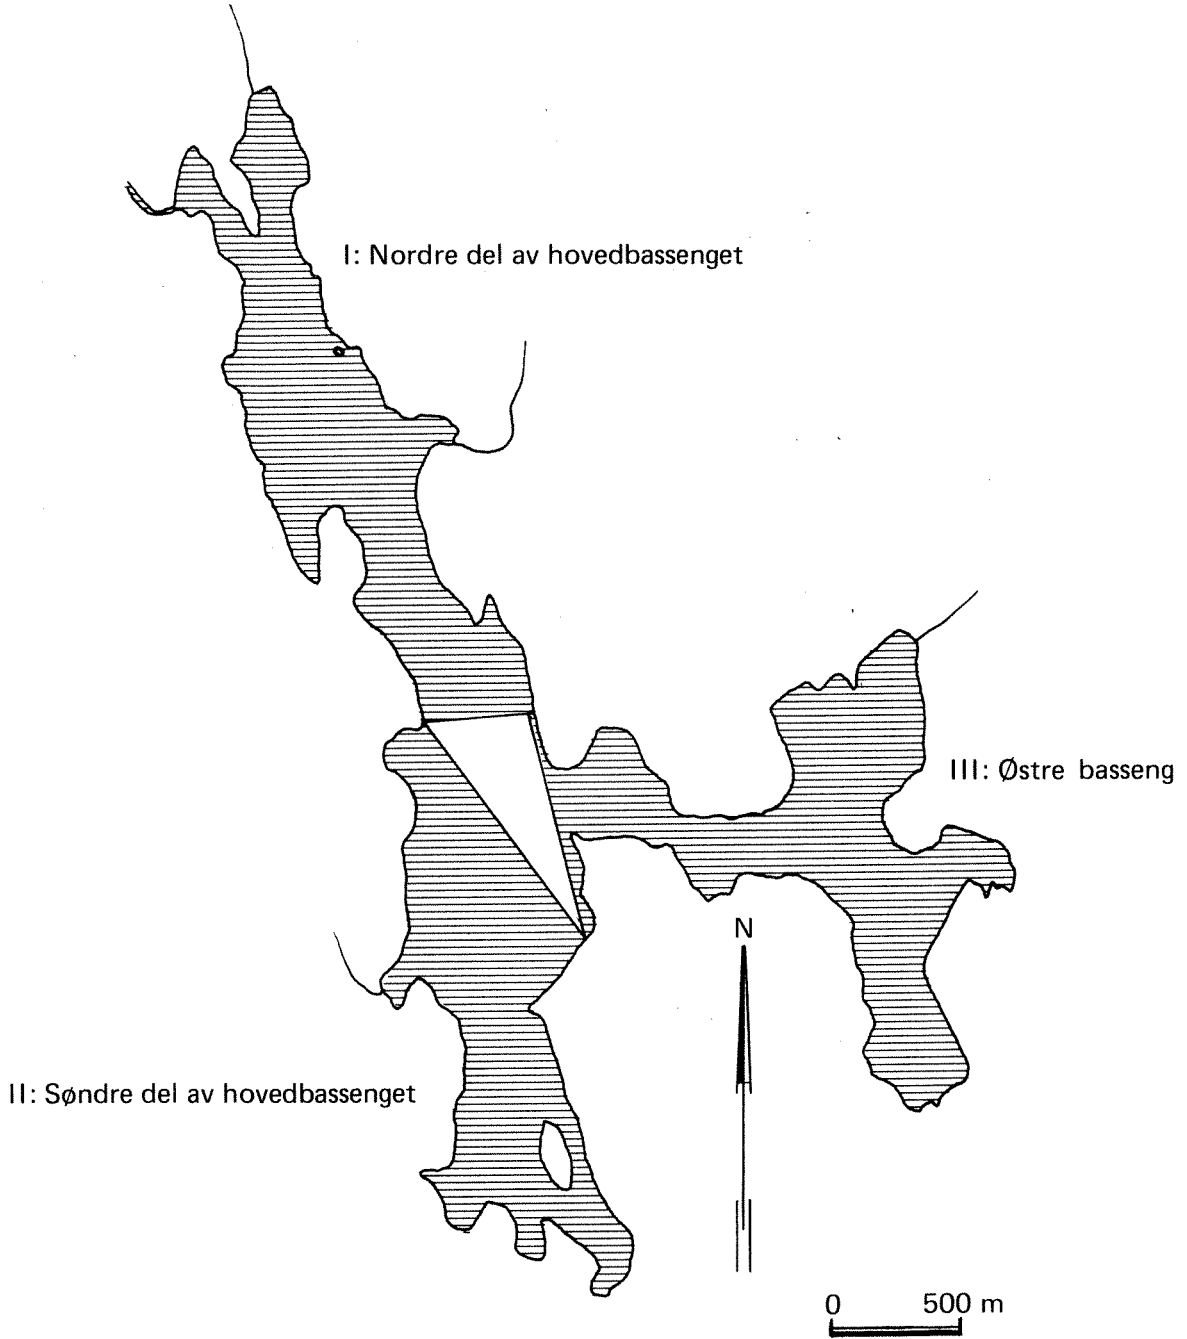 I: Nordre del av hovedbassenget
III: Østre basseng
N
II: Søndre del av hovedbassenget
0 500 m